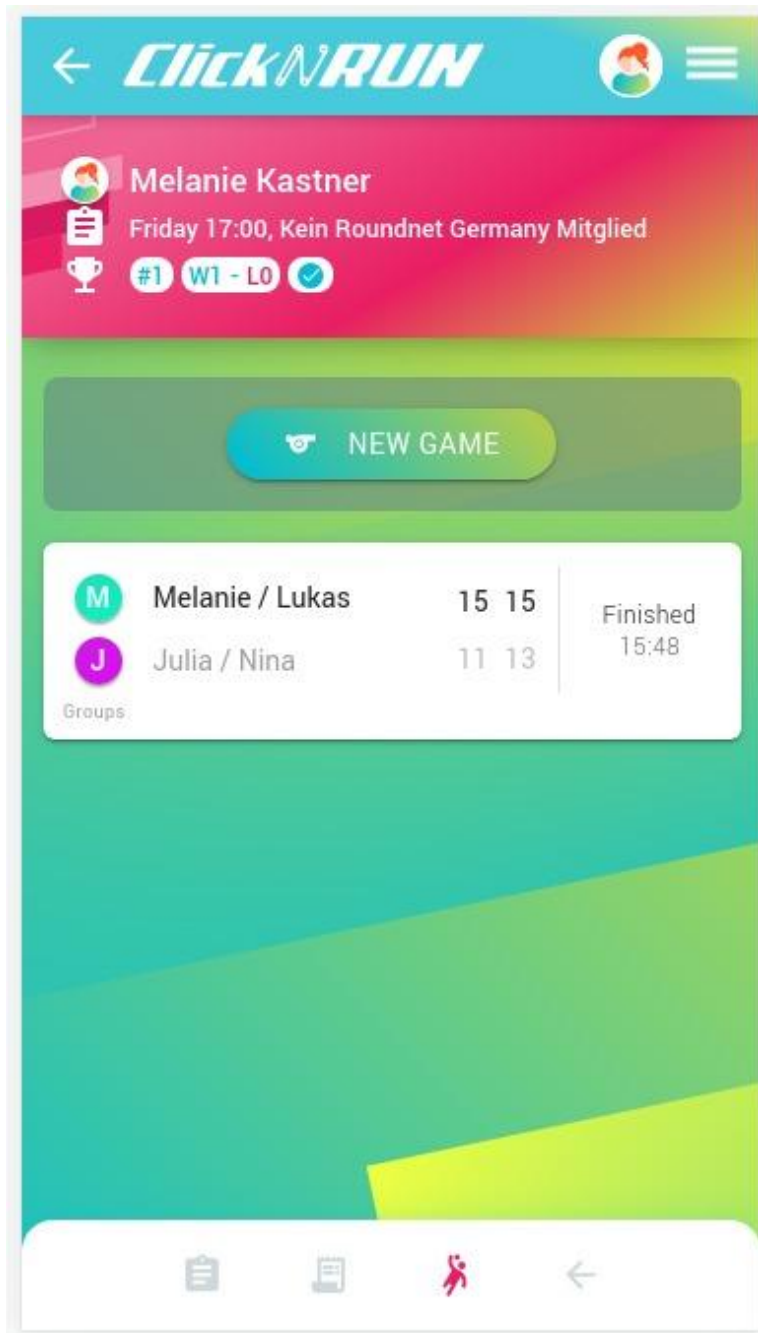 ClickNRUN
Melanie Kastner
Friday 17:00, Kein Roundnet Germany Mitglied
#1 W1 - L0
NEW GAME
M Melanie / Lukas 15 15
J Julia / Nina 11 13
Finished
15:48
Groups